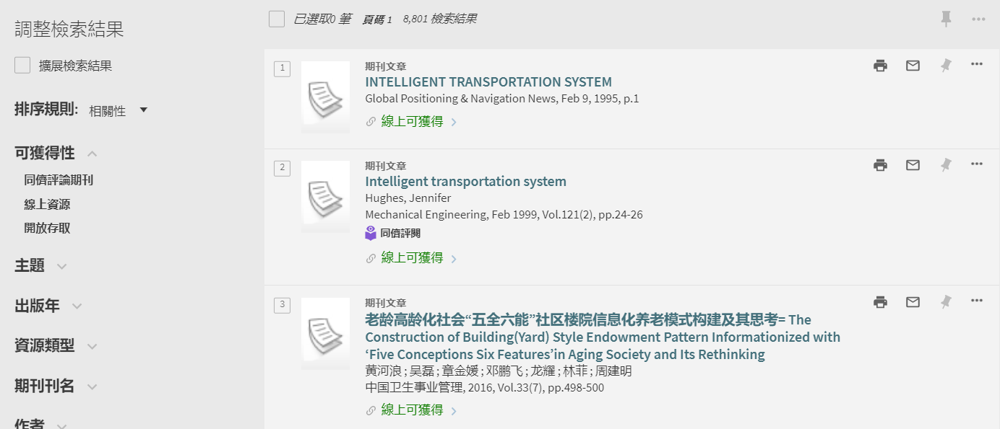 調整檢索結果
擴展檢索結果
排序規則: 相關性
可獲得性
同儕評論期刊
線上資源
開放存取
主題
出版年
資源類型
期刊刊名
作者
已選取0 筆 頁碼 1 8,801 檢索結果
1
期刊文章
INTELLIGENT TRANSPORTATION SYSTEM
Global Positioning & Navigation News, Feb 9, 1995, p.1
線上可獲得
2
期刊文章
Intelligent transportation system
Hughes, Jennifer
Mechanical Engineering, Feb 1999, Vol.121(2), pp.24-26
同儕評閱
線上可獲得
3
期刊文章
老龄高龄化社会“五全六能”社区楼院信息化养老模式构建及其思考= The
Construction of Building(Yard) Style Endowment Pattern Informationized with
‘Five Conceptions Six Features’in Aging Society and Its Rethinking
黄河浪 ; 吴磊 ; 章金媛 ; 邓鹏飞 ; 龙耀 ; 林菲 ; 周建明
中国卫生事业管理, 2016, Vol.33(7), pp.498-500
線上可獲得